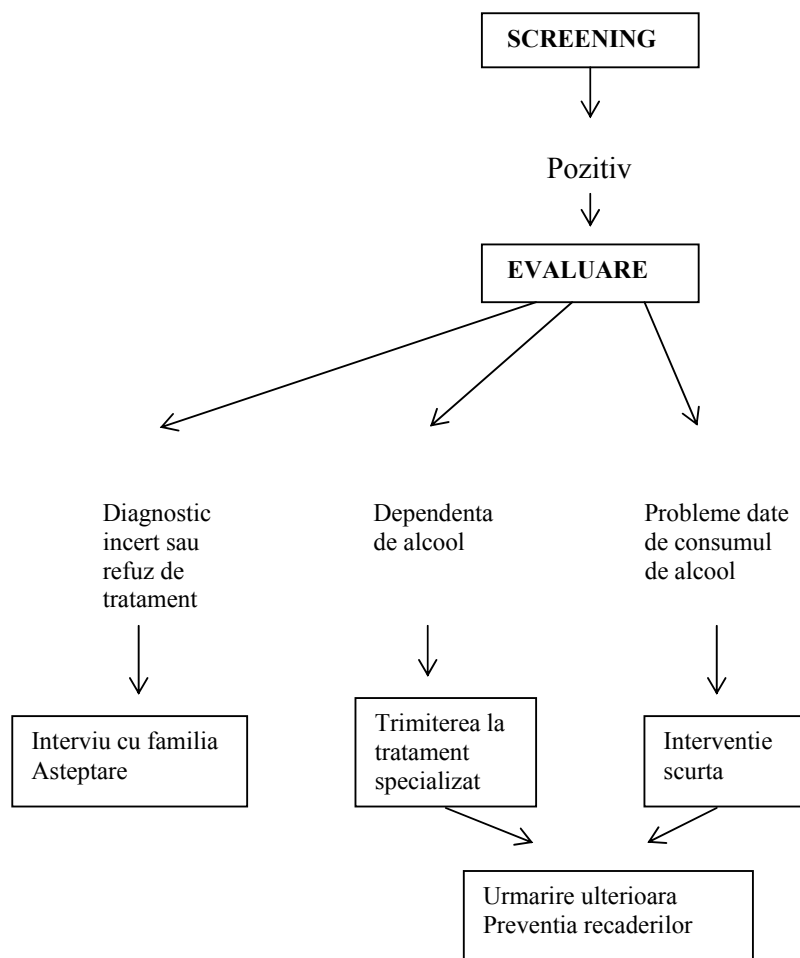 SCREENING
Pozitiv
EVALUARE
Diagnostic
incert sau
refuz de
tratament
Dependenta
de alcool
Probleme date
de consumul
de alcool
Interviu cu familia
Asteptare
Trimiterea la
tratament
specializat
Interventie
scurta
Urmarire ulterioara
Preventia recaderilor